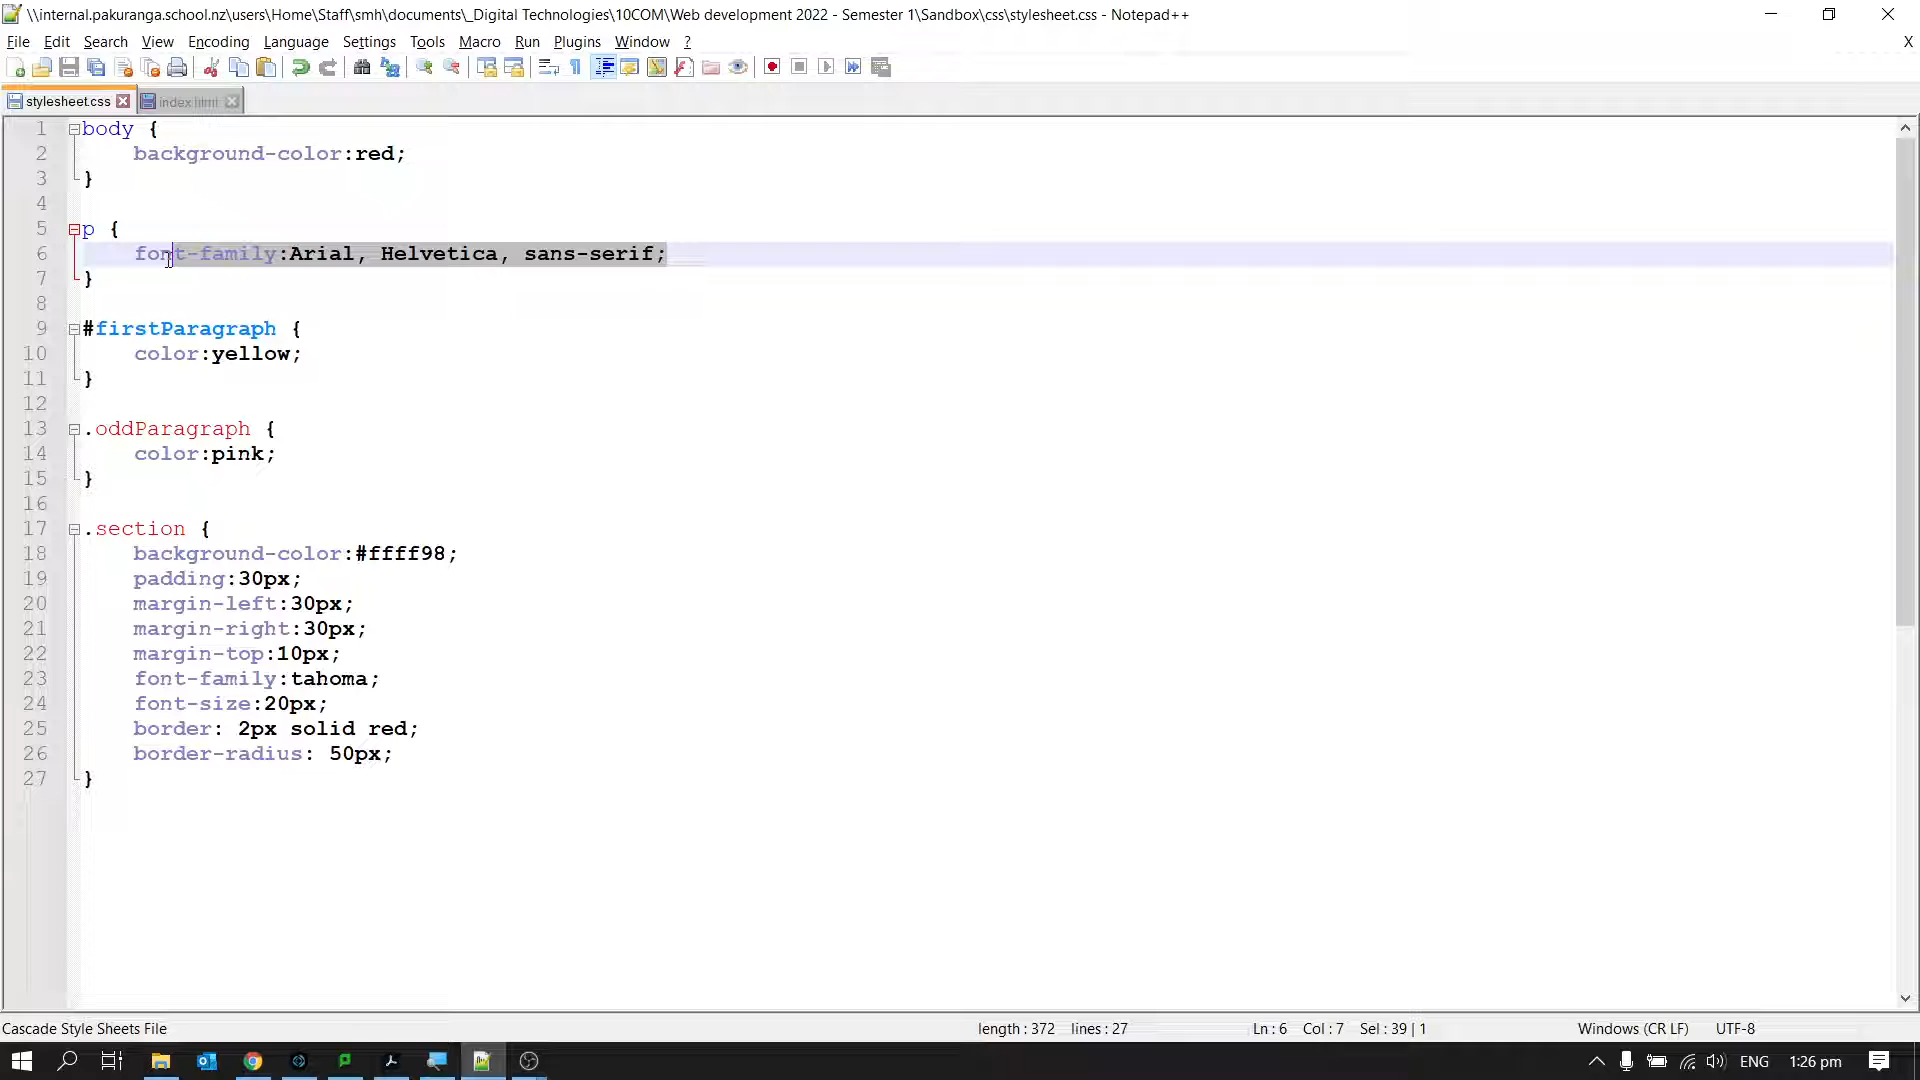 \\internal.pakuranga.school.nz\users\Home\Staff\smh\documents\_Digital Technologies\10COM\Web development 2022 - Semester 1\Sandbox\css\stylesheet.css - Notepad++
File Edit Search View Encoding Language Settings Tools Macro Run Plugins Window ? X
stylesheet.css index.html
1 body {
2 background-color:red;
3 }
4
5 p {
6 font-family:Arial, Helvetica, sans-serif;
7 }
8
9 #firstParagraph {
10 color:yellow;
11 }
12
13 .oddParagraph {
14 color:pink;
15 }
16
17 .section {
18 background-color:#ffff98;
19 padding:30px;
20 margin-left:30px;
21 margin-right:30px;
22 margin-top:10px;
23 font-family:tahoma;
24 font-size:20px;
25 border: 2px solid red;
26 border-radius: 50px;
27 }
Cascade Style Sheets File length : 372 lines : 27 Ln : 6 Col : 7 Sel : 39 | 1 Windows (CR LF) UTF-8
ENG 1:26 pm